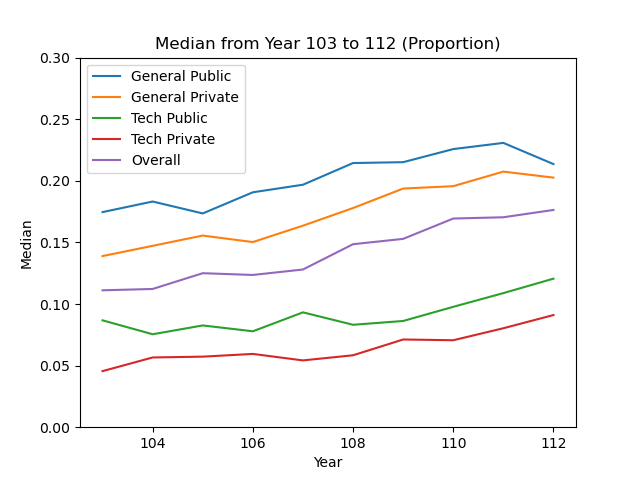 Median from Year 103 to 112 (Proportion)
0.30
0.25
0.20
0.15
0.10
0.05
0.00
Median
General Public
General Private
Tech Public
Tech Private
Overall
104 106 108 110 112
Year